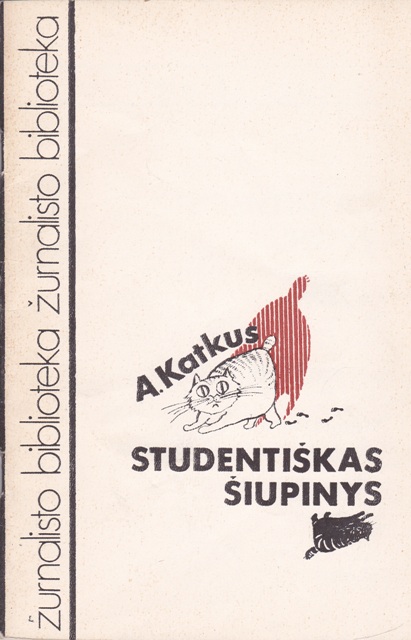 žurnalisto biblioteka žurnalisto biblioteka
A. Katkus
STUDENTIŠKAS
ŠIUPINYS